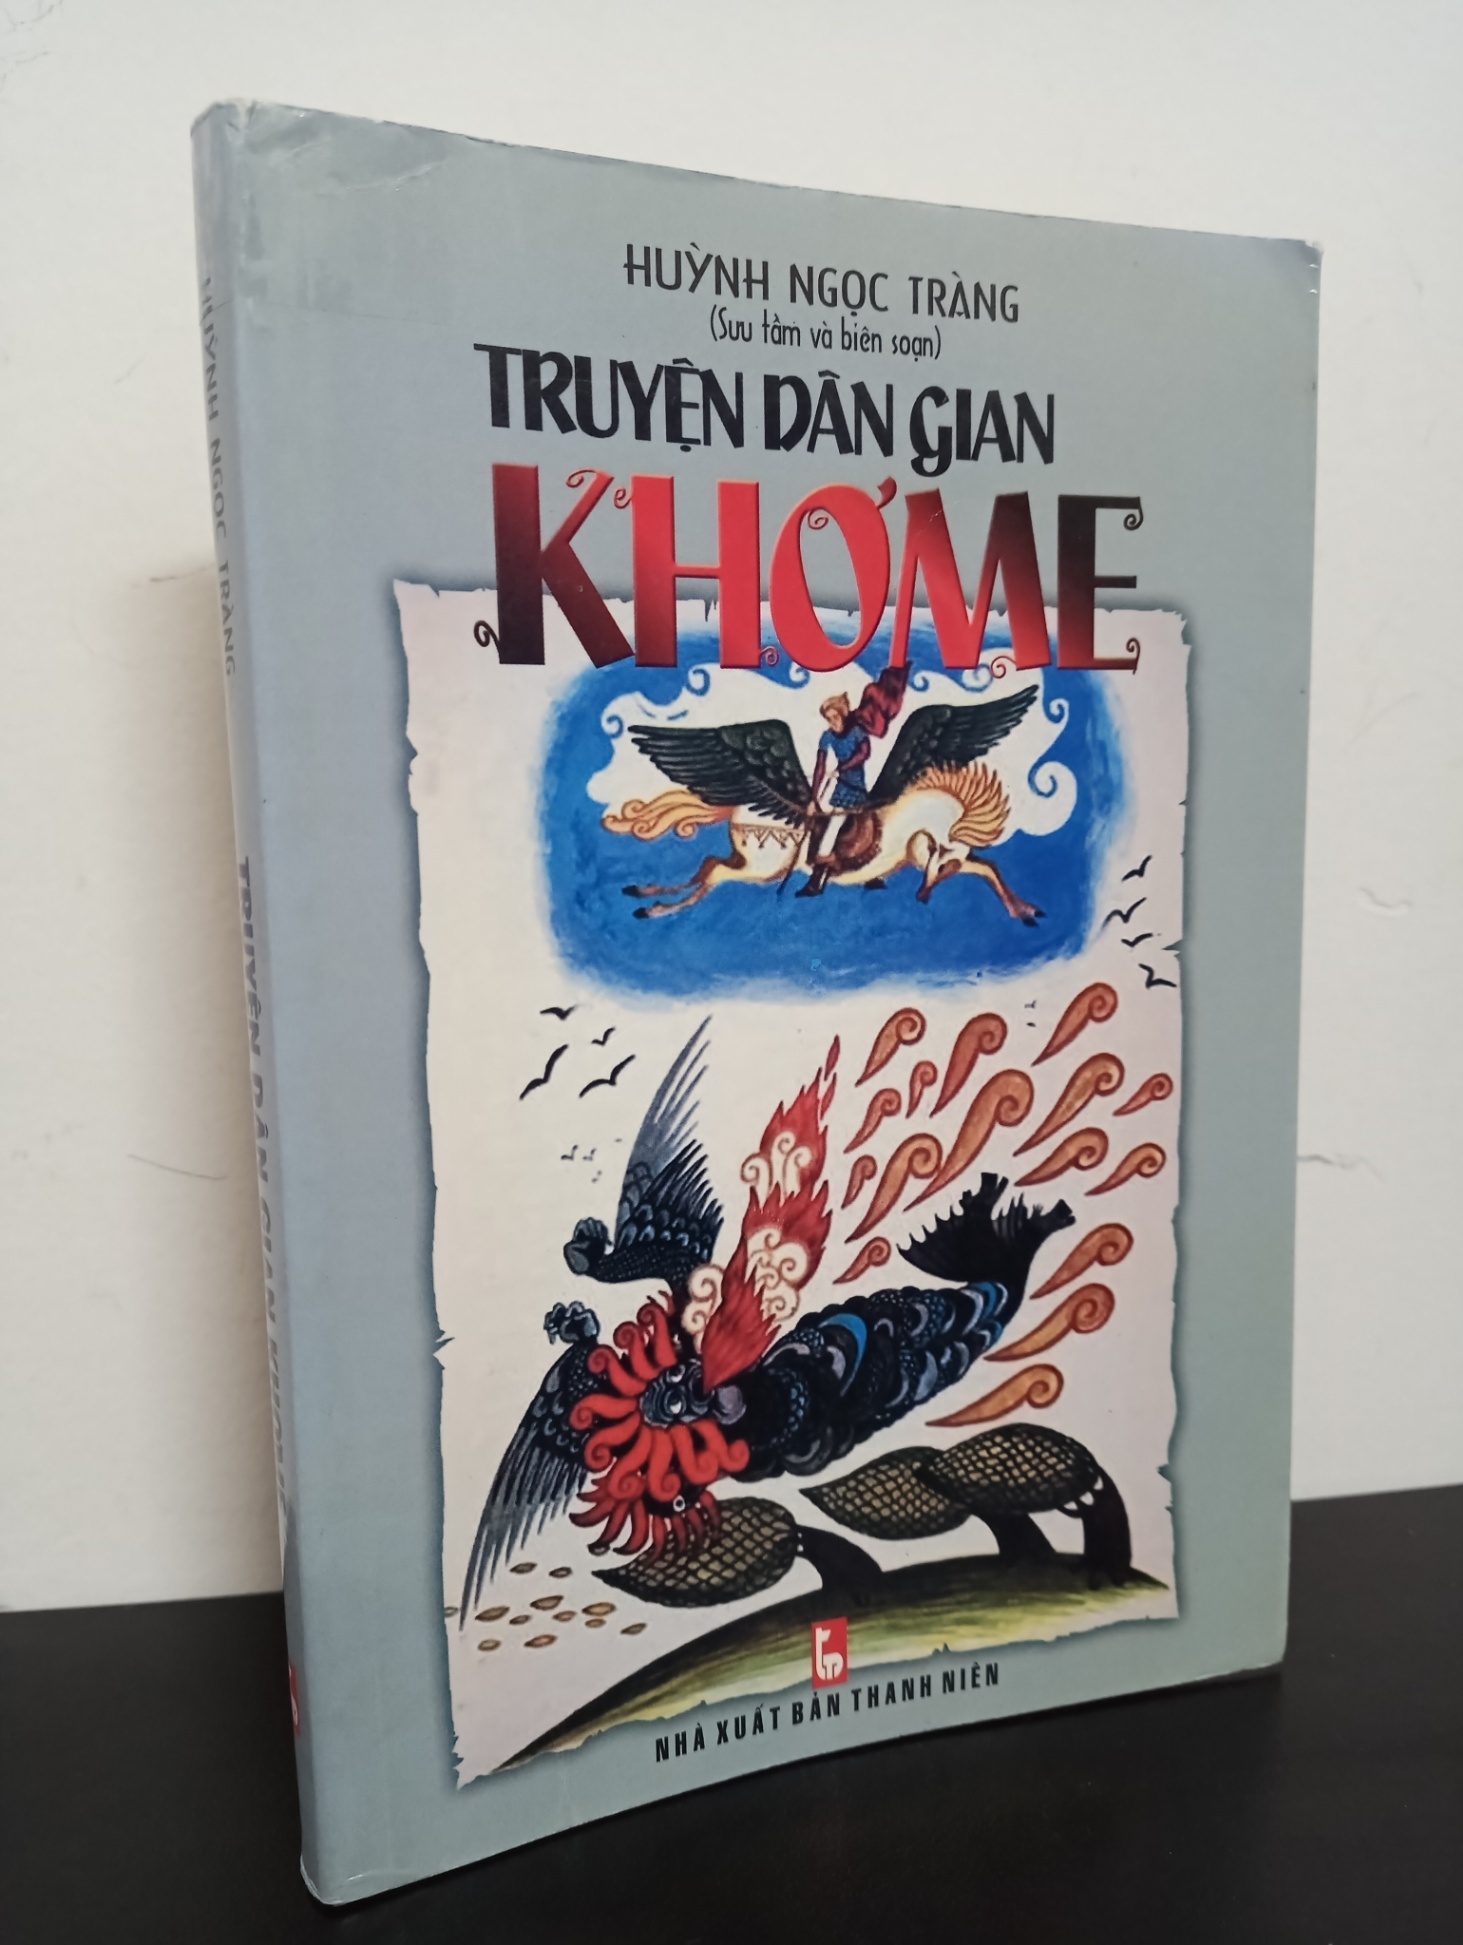 HUỲNH NGỌC TRÀNG
(Sưu tầm và biên soạn)
TRUYỆN DÂN GIAN
KHƠME
NHÀ XUẤT BẢN THANH NIÊN
HUỲNH NGỌC TRÀNG
TRUYỆN DÂN GIAN KHƠME